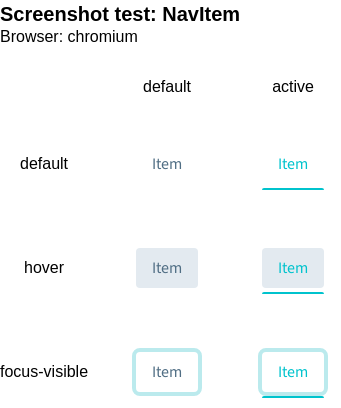 Screenshot test: NavItem
Browser: chromium
default active
default Item Item
hover Item Item
focus-visible Item Item